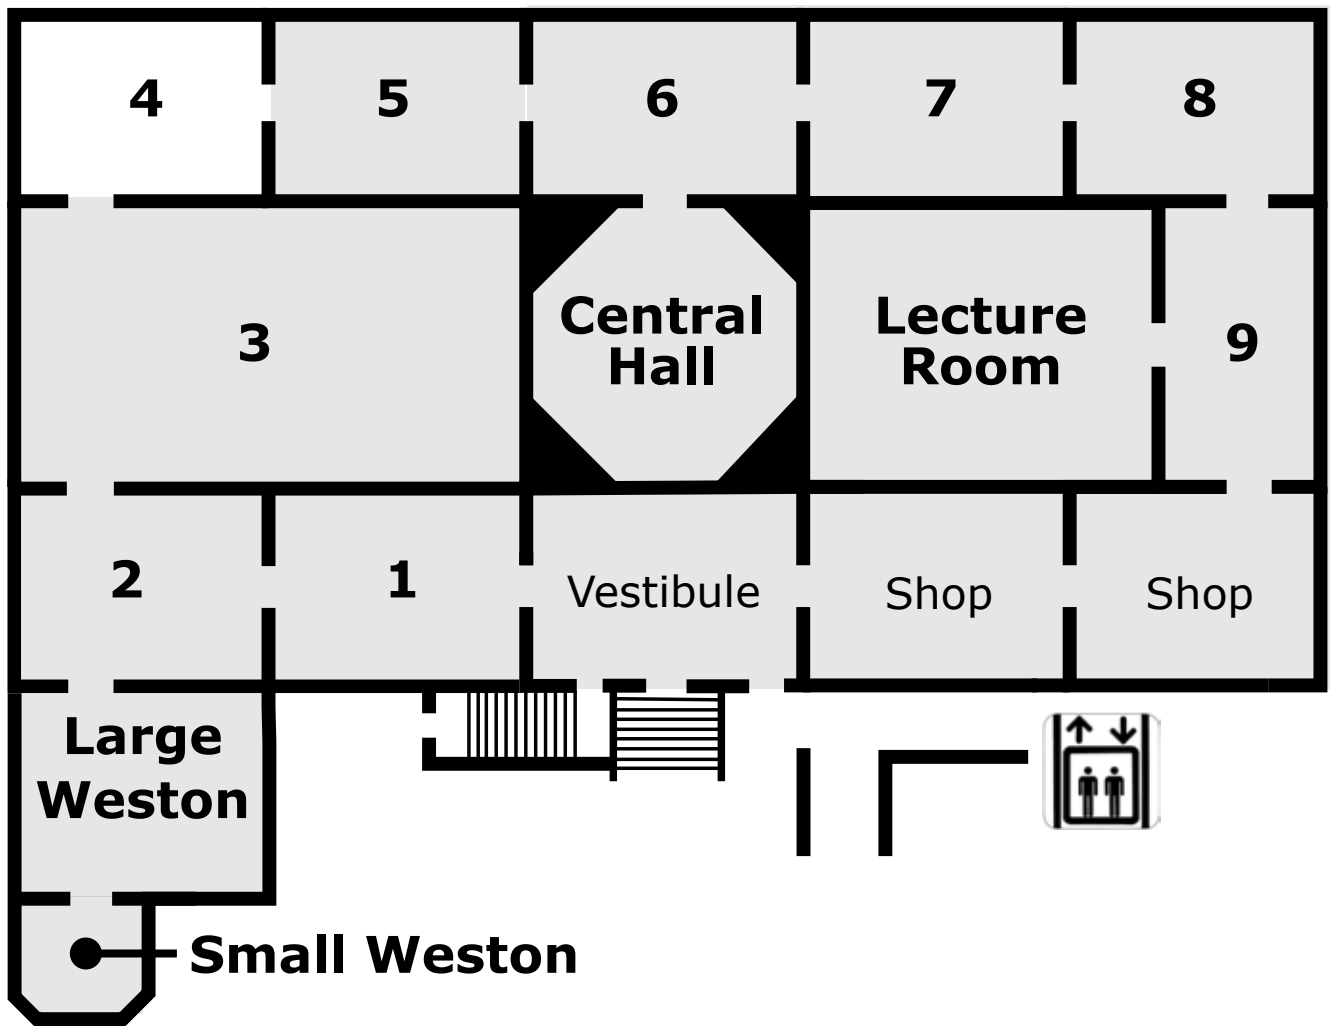 4
5
6
7
8
3
Central
Hall
Lecture
Room
9
2
1
Vestibule
Shop
Shop
Large
Weston
Small Weston